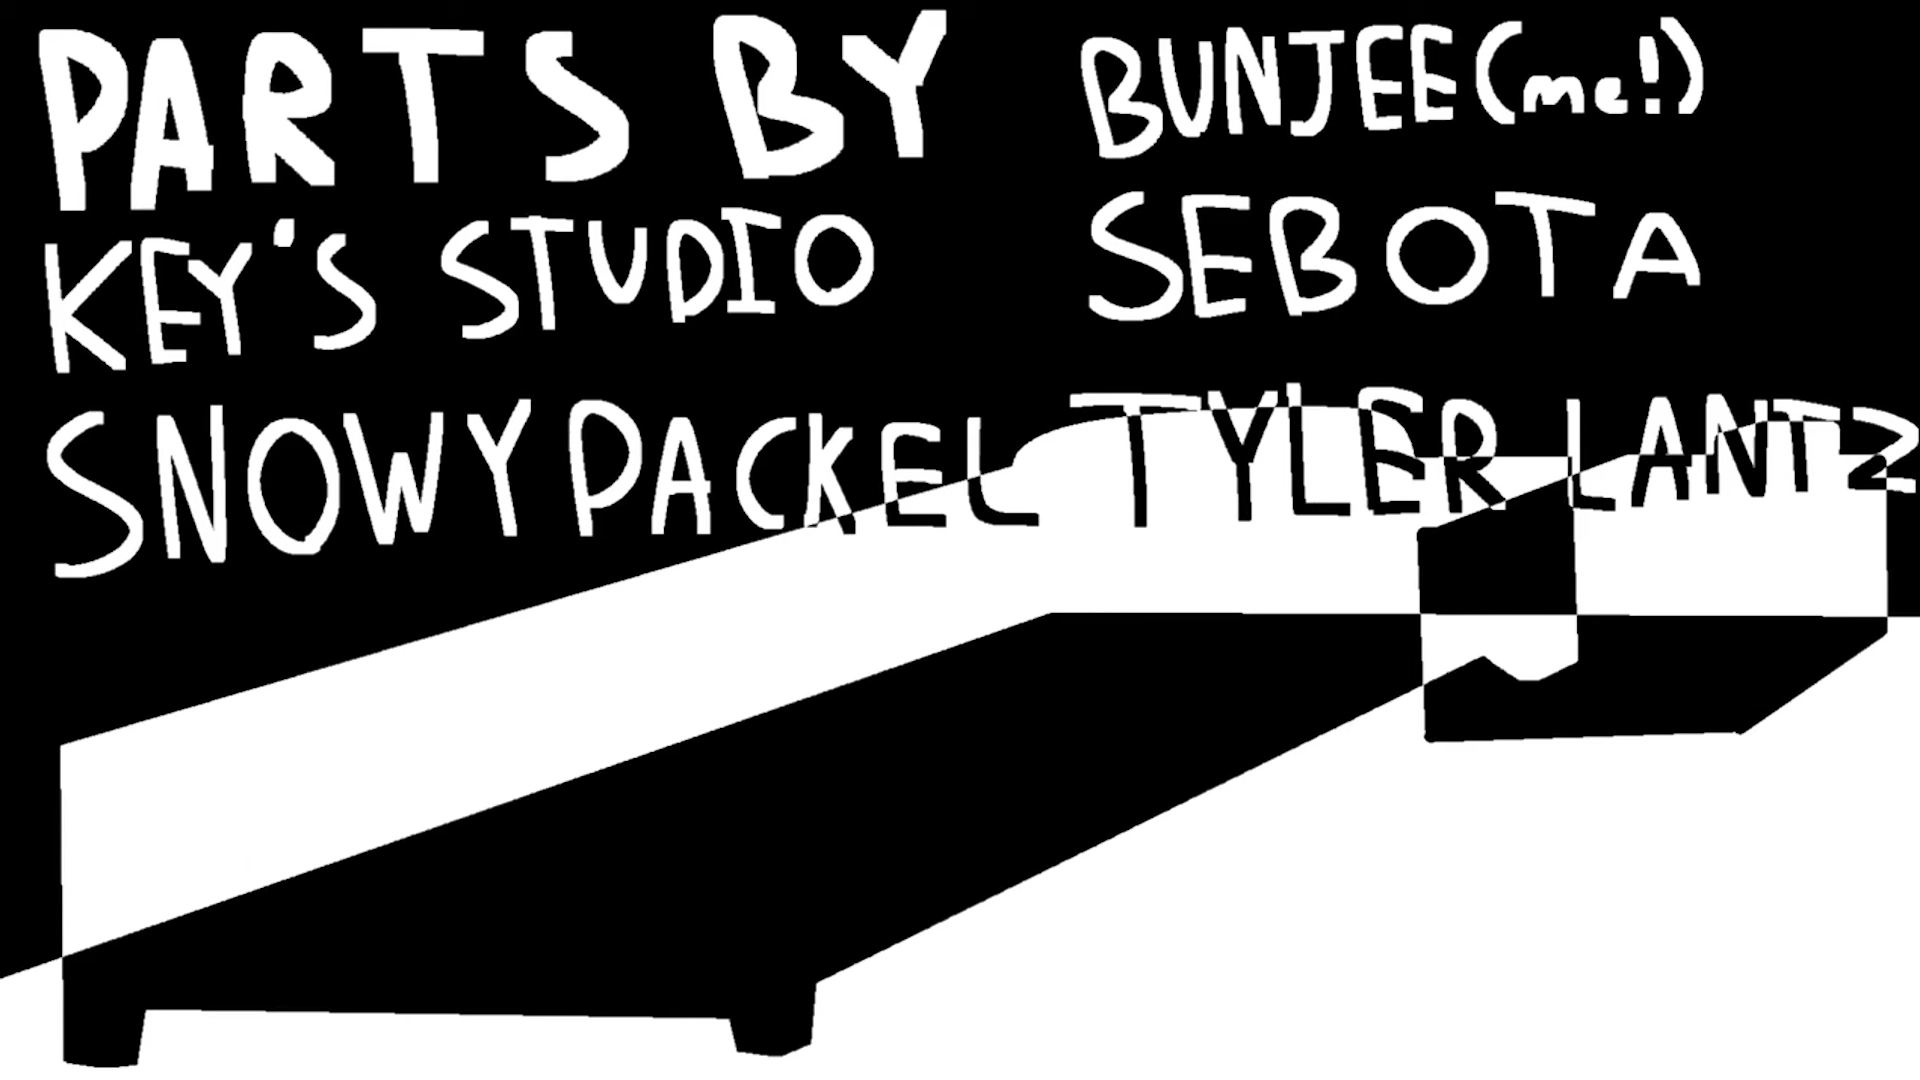 PARTS BY
BUNJEE (me!)
KEY'S STUDIO
SEBOTA
SNOWYPACKEL
TYLER LANTZ